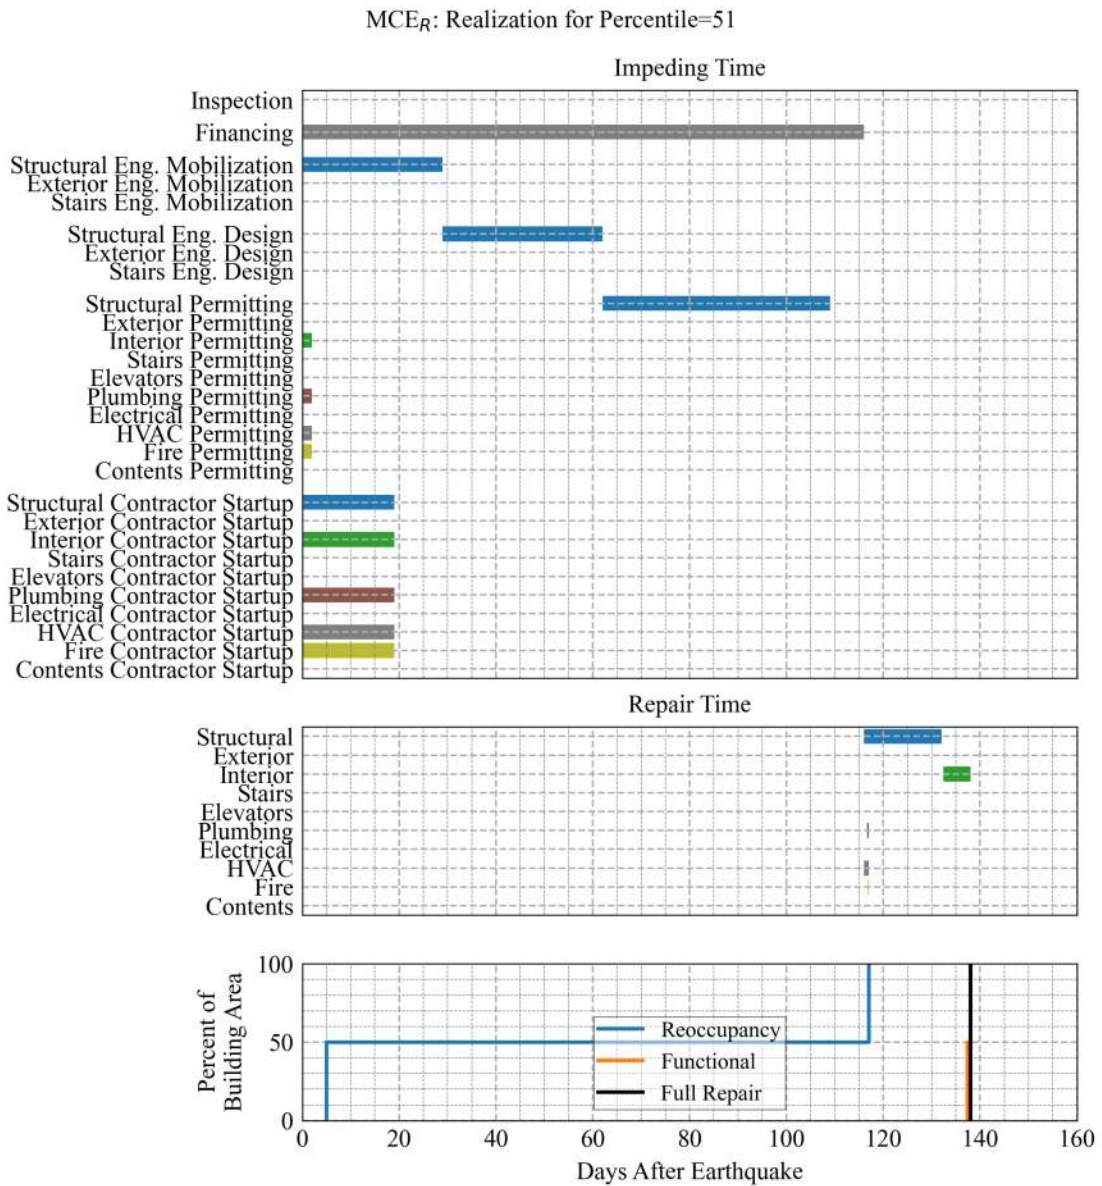 MCE_R: Realization for Percentile=51
Impeding Time
Inspection
Financing
Structural Eng. Mobilization
Exterior Eng. Mobilization
Stairs Eng. Mobilization
Structural Eng. Design
Exterior Eng. Design
Stairs Eng. Design
Structural Permitting
Exterior Permitting
Interior Permitting
Stairs Permitting
Elevators Permitting
Plumbing Permitting
Electrical Permitting
HVAC Permitting
Fire Permitting
Contents Permitting
Structural Contractor Startup
Exterior Contractor Startup
Interior Contractor Startup
Stairs Contractor Startup
Elevators Contractor Startup
Plumbing Contractor Startup
Electrical Contractor Startup
HVAC Contractor Startup
Fire Contractor Startup
Contents Contractor Startup
Repair Time
Structural
Exterior
Interior
Stairs
Elevators
Plumbing
Electrical
HVAC
Fire
Contents
Percent of
Building Area
100
50
0
Reoccupancy
Functional
Full Repair
0 20 40 60 80 100 120 140 160
Days After Earthquake